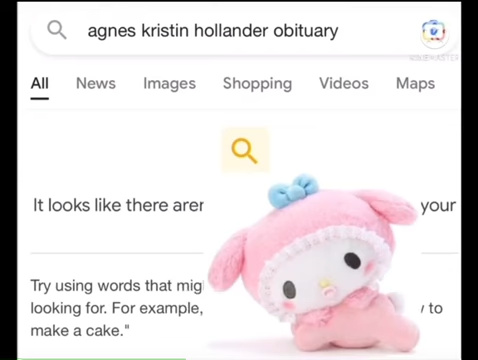 agnes kristin hollander obituary
All News Images Shopping Videos Maps
It looks like there aren your
Try using words that mig
looking for. For example, to
make a cake."